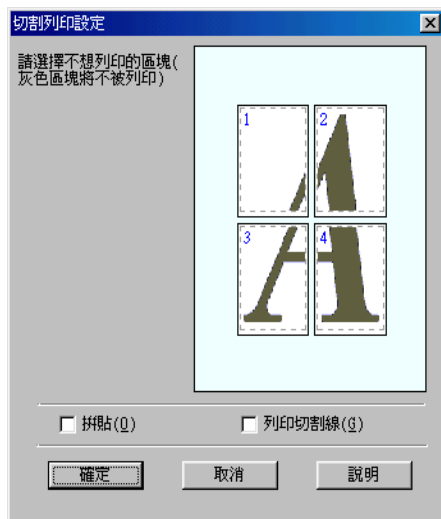 切割列印設定
請選擇不想列印的區塊(
灰色區塊將不被列印)
1
2
3
4
拼貼(O)
列印切割線(G)
確定
取消
說明